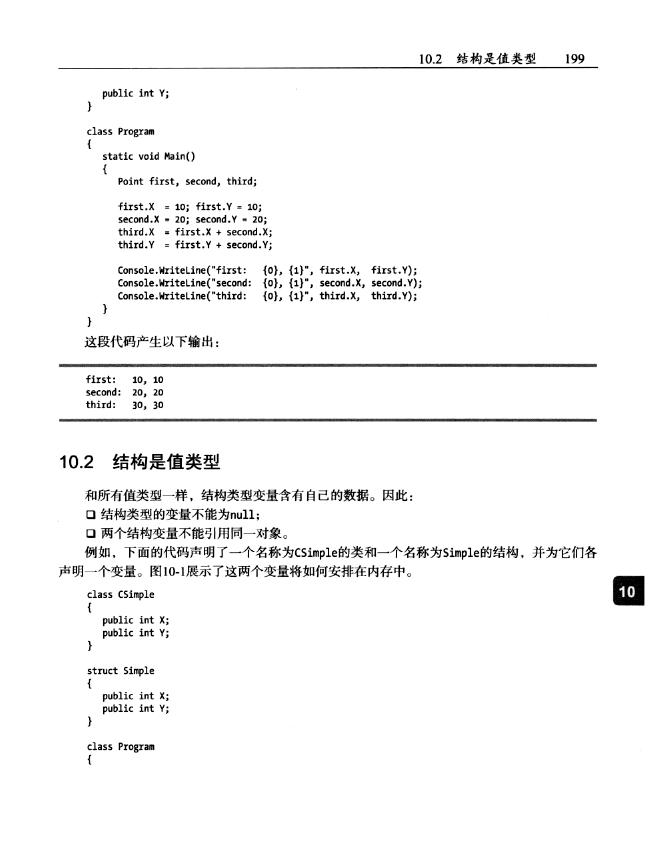 10.2 结构是值类型 199
public int Y;
}
class Program
{
static void Main()
{
Point first, second, third;
first.X = 10; first.Y = 10;
second.X = 20; second.Y = 20;
third.X = first.X + second.X;
third.Y = first.Y + second.Y;
Console.WriteLine("first: {0}, {1}", first.X, first.Y);
Console.WriteLine("second: {0}, {1}", second.X, second.Y);
Console.WriteLine("third: {0}, {1}", third.X, third.Y);
}
}
这段代码产生以下输出：
first: 10, 10
second: 20, 20
third: 30, 30
10.2 结构是值类型
和所有值类型一样，结构类型变量含有自己的数据。因此：
❑ 结构类型的变量不能为null；
❑ 两个结构变量不能引用同一对象。
例如，下面的代码声明了一个名称为CSimple的类和一个名称为Simple的结构，并为它们各
声明一个变量。图10-1展示了这两个变量将如何安排在内存中。
10
class CSimple
{
public int X;
public int Y;
}
struct Simple
{
public int X;
public int Y;
}
class Program
{